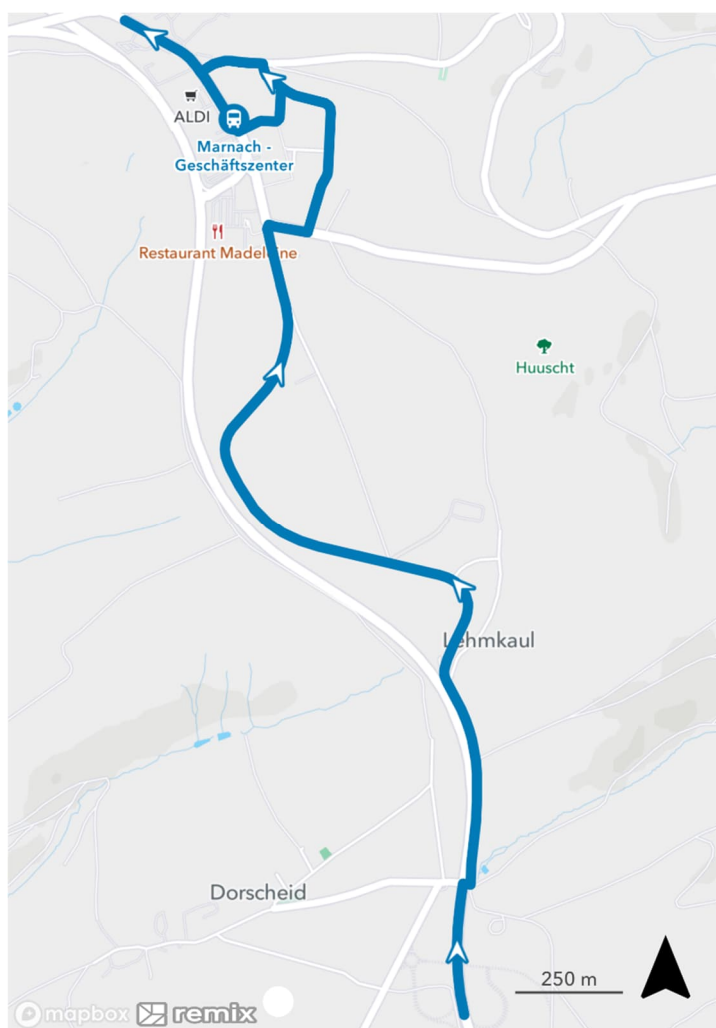 ALDI
Marnach -
Geschäftszenter
Restaurant Madeleine
Huuscht
Lehmkaul
Dorscheid
250 m
mapbox remix